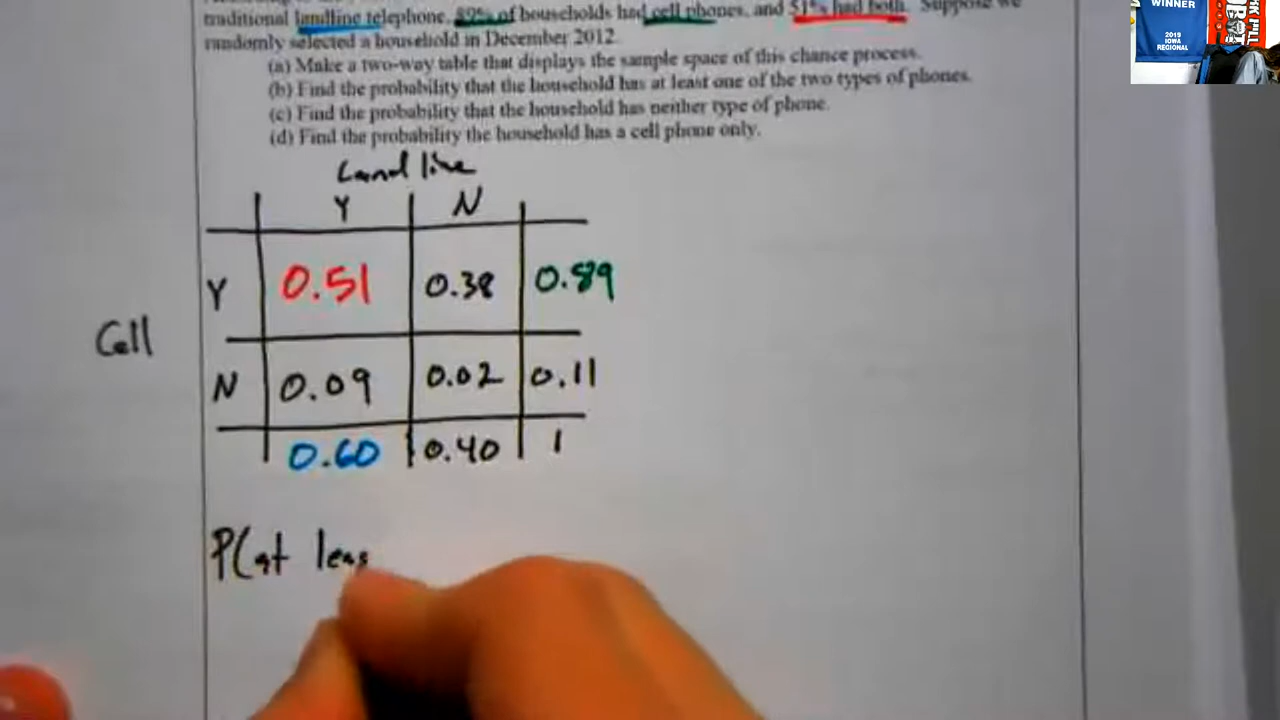 traditional landline telephone, 89% of households had cell phones, and 51% had both. Suppose we
randomly selected a household in December 2012.
(a) Make a two-way table that displays the sample space of this chance process.
(b) Find the probability that the household has at least one of the two types of phones.
(c) Find the probability that the household has neither type of phone.
(d) Find the probability the household has a cell phone only.
Land line
Y N
Y 0.51 0.38 0.89
Cell
N 0.09 0.02 0.11
0.60 0.40 1
P(at leas
WINNER
2019
IOWA
REGIONAL